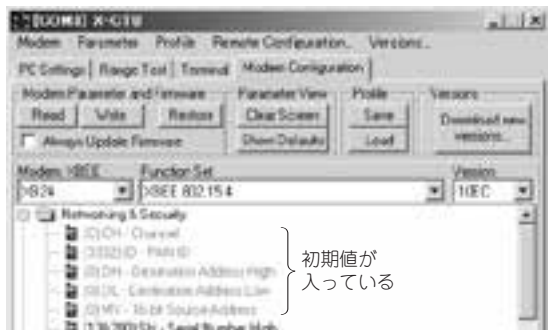 [COM3] X-CTU
Modem Parameter Profile Remote Configuration... Versions...
PC Settings Range Test Terminal Modem Configuration
Modem Parameter and Firmware Parameter View Profile Versions
Read Write Restore Clear Screen Save Download new versions...
Always Update Firmware Show Defaults Load
Modem: XBEE Function Set Version
XB24 XBEE 802.15.4 10EC
Networking & Security
CH - Channel
(3332) ID - PAN ID
(0) DH - Destination Address High
(0) DL - Destination Address Low
(0) MY - 16-bit Source Address
SH - Serial Number High
初期値が
入っている